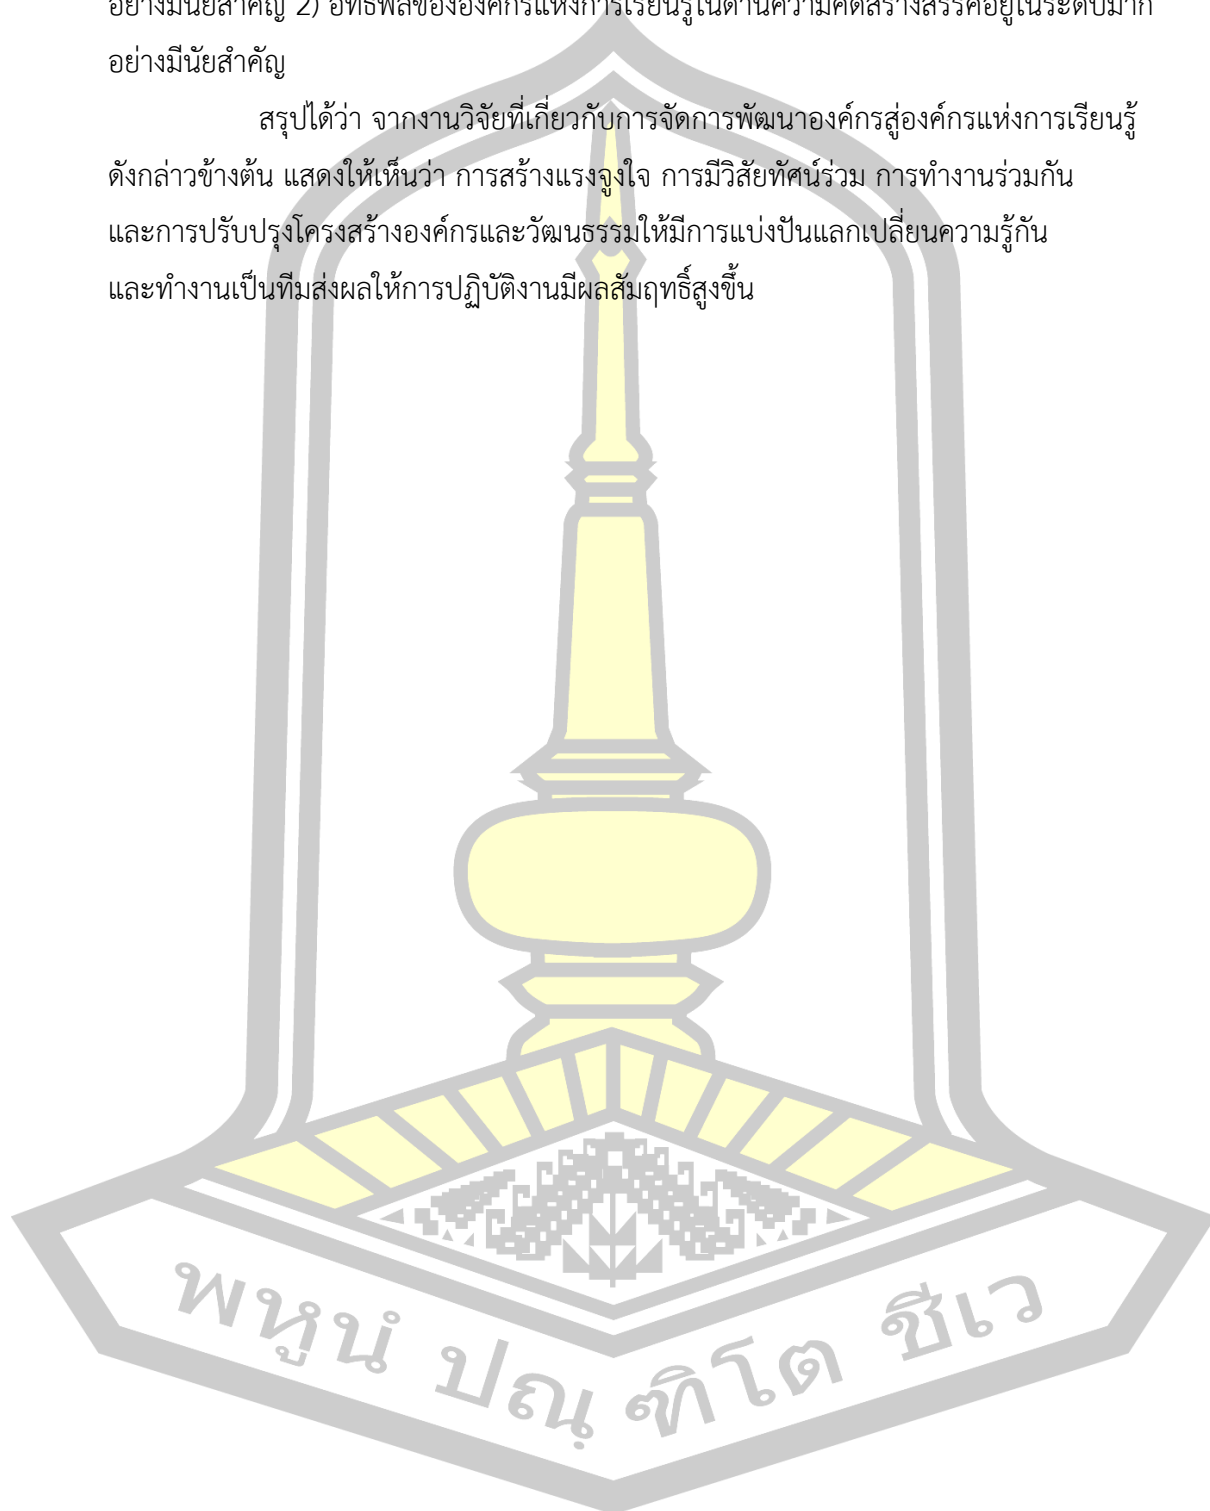 อย่างมีนัยสำคัญ 2) อิทธิพลขององค์กรแห่งการเรียนรู้ในด้านความคิดสร้างสรรค์อยู่ในระดับมาก
อย่างมีนัยสำคัญ
สรุปได้ว่า จากงานวิจัยที่เกี่ยวกับการจัดการพัฒนาองค์กรสู่องค์กรแห่งการเรียนรู้
ดังกล่าวข้างต้น แสดงให้เห็นว่า การสร้างแรงจูงใจ การมีวิสัยทัศน์ร่วม การทำงานร่วมกัน
และการปรับปรุงโครงสร้างองค์กรและวัฒนธรรมให้มีการแบ่งปันแลกเปลี่ยนความรู้กัน
และทำงานเป็นทีมส่งผลให้การปฏิบัติงานมีผลสัมฤทธิ์สูงขึ้น
พหูนํ ปณฺฑิโต ชีเว